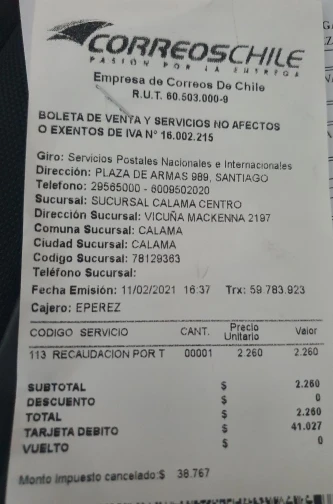 CORREOSCHILE
PASION POR LA ENTREGA
Empresa de Correos De Chile
R.U.T. 60.503.000-9
BOLETA DE VENTA Y SERVICIOS NO AFECTOS
O EXENTOS DE IVA N° 16.002.215
Giro: Servicios Postales Nacionales e Internacionales
Dirección: PLAZA DE ARMAS 989, SANTIAGO
Telefono: 29565000 - 6009502020
Sucursal: SUCURSAL CALAMA CENTRO
Dirección Sucursal: VICUÑA MACKENNA 2197
Comuna Sucursal: CALAMA
Ciudad Sucursal: CALAMA
Codigo Sucursal: 78129363
Teléfono Sucursal:
Fecha Emisión: 11/02/2021 16:37 Trx: 59.783.923
Cajero: EPEREZ
CODIGO SERVICIO CANT. Precio Unitario Valor
113 RECAUDACION POR T 00001 2.260 2.260
SUBTOTAL $ 2.260
DESCUENTO $ 0
TOTAL $ 2.260
TARJETA DEBITO $ 41.027
VUELTO $ 0
Monto Impuesto cancelado:$ 38.767